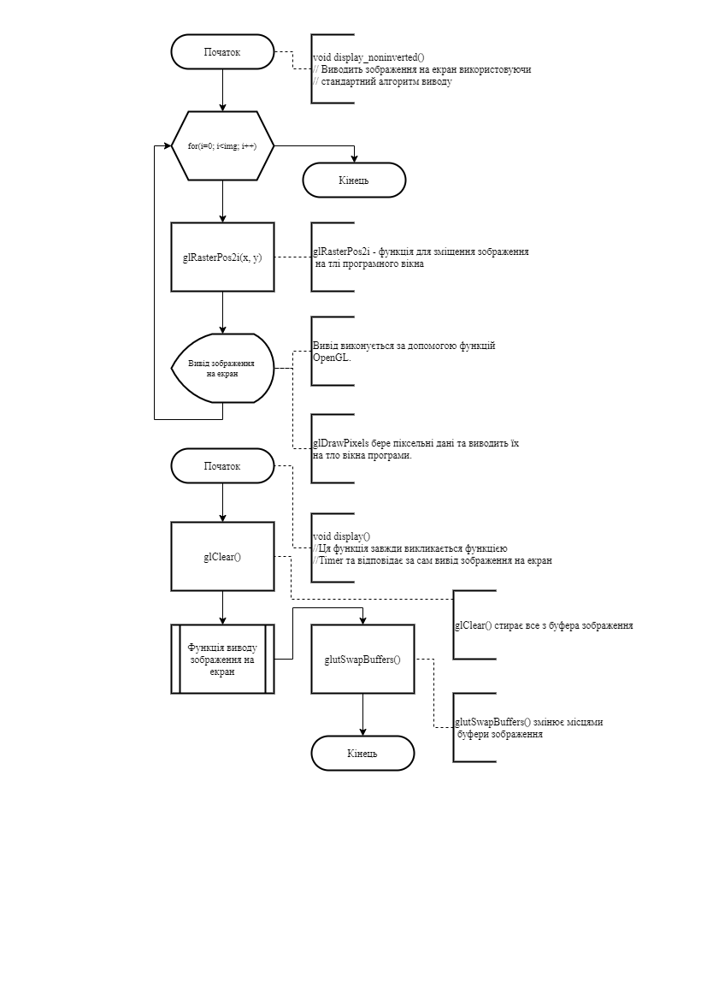 Початок
void display_noninverted()
// Виводить зображення на екран використовуючи
// стандартний алгоритм виводу
for(i=0; i<img; i++)
Кінець
glRasterPos2i(x, y)
glRasterPos2i - функція для зміщення зображення
на тлі програмного вікна
Вивід зображення
на екран
Вивід виконується за допомогою функцій
OpenGL.
glDrawPixels бере піксельні дані та виводить їх
на тло вікна програми.
Початок
void display()
//Ця функція завжди викликається функцією
//Timer та відповідає за сам вивід зображення на екран
glClear()
glClear() стирає все з буфера зображення
Функція виводу
зображення на
екран
glutSwapBuffers()
glutSwapBuffers() змінює місцями
буфери зображення
Кінець